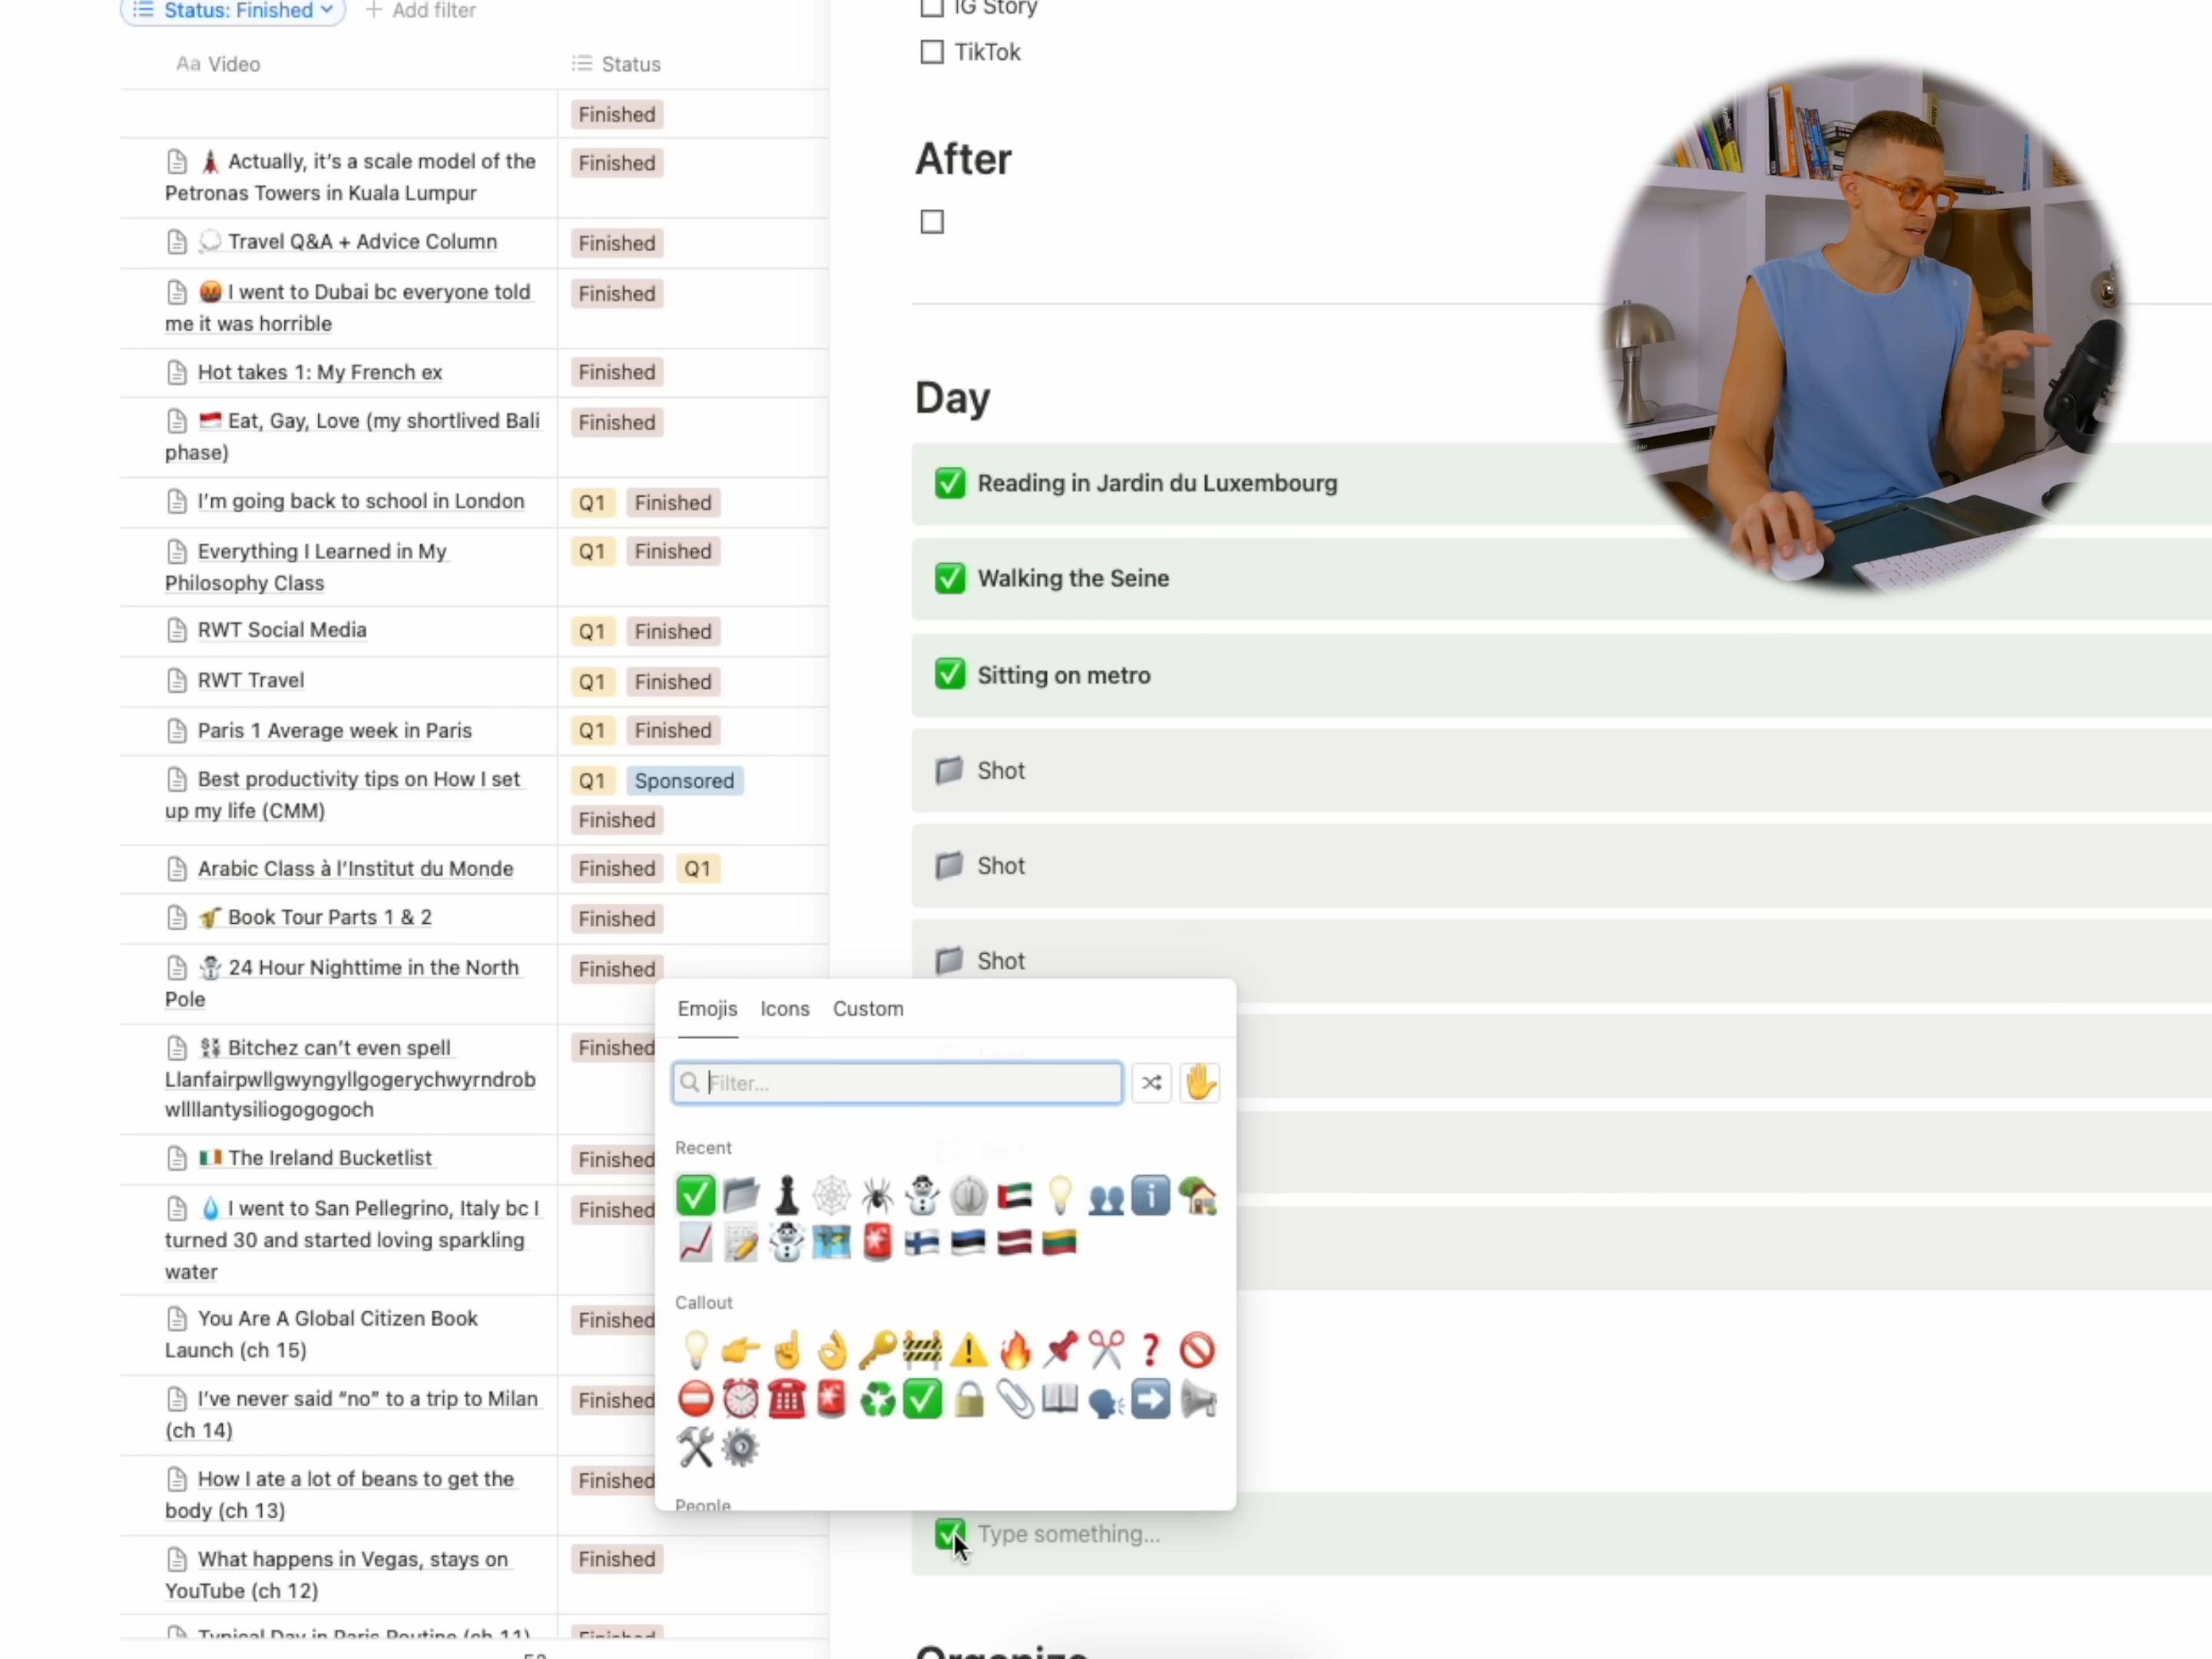 Status: Finished
Add filter
Aa Video
Status
Finished
Actually, it's a scale model of the
Petronas Towers in Kuala Lumpur
Finished
Travel Q&A + Advice Column
Finished
I went to Dubai bc everyone told
me it was horrible
Finished
Hot takes 1: My French ex
Finished
Eat, Gay, Love (my shortlived Bali
phase)
Finished
I'm going back to school in London
Q1 Finished
Everything I Learned in My
Philosophy Class
Q1 Finished
RWT Social Media
Q1 Finished
RWT Travel
Q1 Finished
Paris 1 Average week in Paris
Q1 Finished
Best productivity tips on How I set
up my life (CMM)
Q1 Sponsored
Finished
Arabic Class à l'Institut du Monde
Finished Q1
Book Tour Parts 1 & 2
Finished
24 Hour Nighttime in the North
Pole
Finished
Bitchez can't even spell
Llanfairpwllgwyngyllgogerychwyrndrob
wllllantysiliogogogoch
Finished
The Ireland Bucketlist
Finished
I went to San Pellegrino, Italy bc I
turned 30 and started loving sparkling
water
Finished
You Are A Global Citizen Book
Launch (ch 15)
Finished
I've never said “no” to a trip to Milan
(ch 14)
Finished
How I ate a lot of beans to get the
body (ch 13)
Finished
What happens in Vegas, stays on
YouTube (ch 12)
Finished
Typical Day in Paris Routine (ch 11)
Finished
IG Story
TikTok
After
Day
Reading in Jardin du Luxembourg
Walking the Seine
Sitting on metro
Shot
Shot
Shot
Emojis Icons Custom
Filter...
Recent
Callout
People
Type something...
Organize